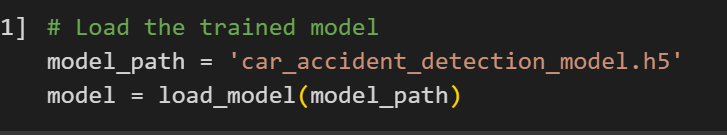 1] # Load the trained model
model_path = 'car_accident_detection_model.h5'
model = load_model(model_path)